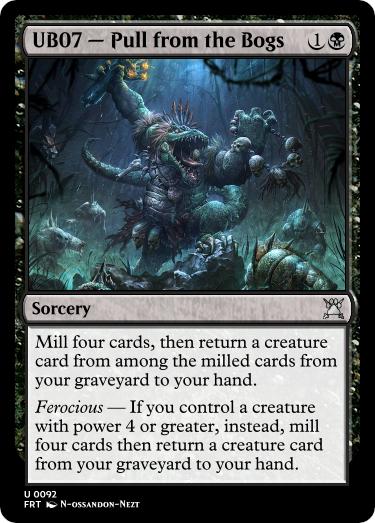 UB07 — Pull from the Bogs 1
Sorcery
Mill four cards, then return a creature
card from among the milled cards from
your graveyard to your hand.
Ferocious — If you control a creature
with power 4 or greater, instead, mill
four cards then return a creature card
from your graveyard to your hand.
U 0092
FRT N-ossandon-Nezt